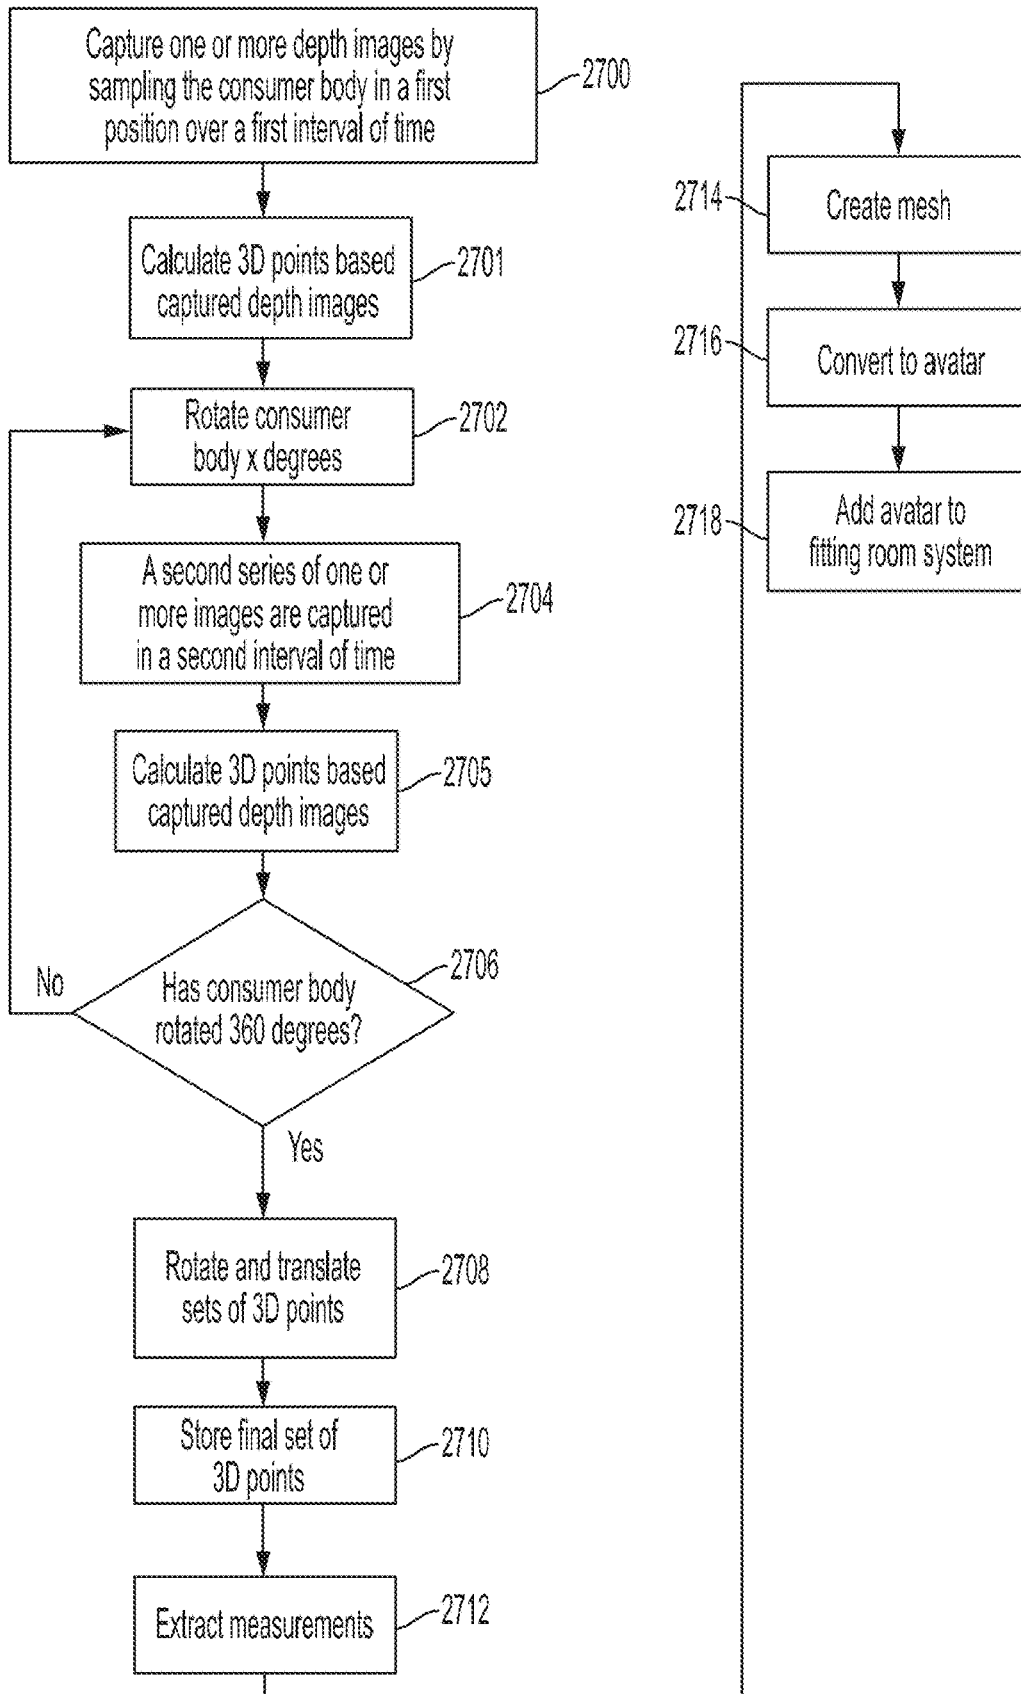 Capture one or more depth images by
sampling the consumer body in a first
position over a first interval of time
2700
Calculate 3D points based
captured depth images
2701
Rotate consumer
body x degrees
2702
A second series of one or
more images are captured
in a second interval of time
2704
Calculate 3D points based
captured depth images
2705
Has consumer body
rotated 360 degrees?
2706
No
Yes
Rotate and translate
sets of 3D points
2708
Store final set of
3D points
2710
Extract measurements
2712
2714
Create mesh
2716
Convert to avatar
2718
Add avatar to
fitting room system